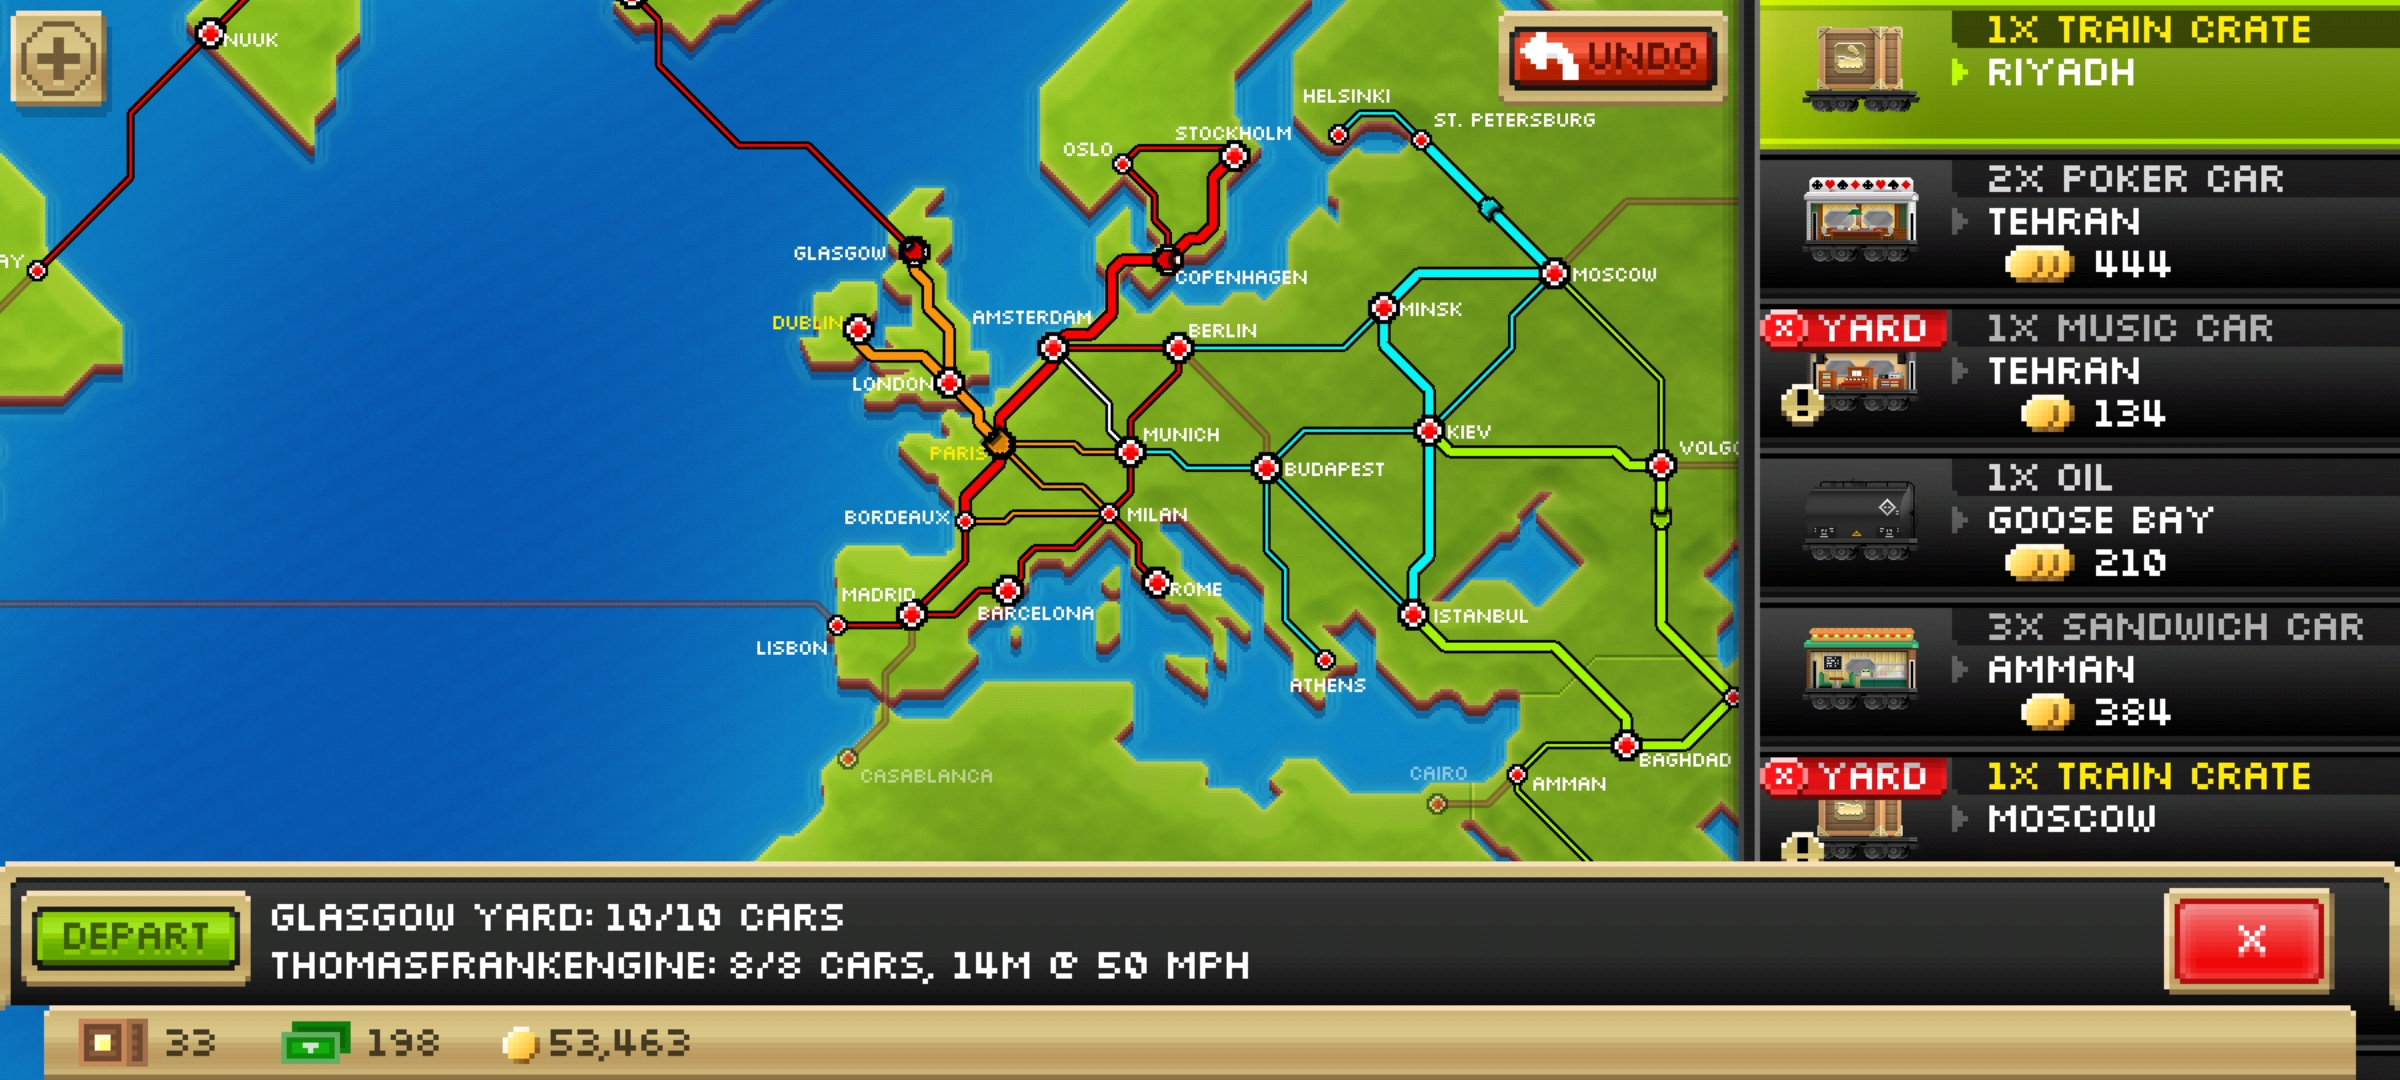 NUUK
AY
GLASGOW
DUBLIN
LONDON
PARIS
AMSTERDAM
OSLO
STOCKHOLM
COPENHAGEN
HELSINKI
ST. PETERSBURG
MOSCOW
MINSK
BERLIN
MUNICH
KIEV
VOLGO
BUDAPEST
BORDEAUX
MILAN
MADRID
BARCELONA
ROME
LISBON
ISTANBUL
ATHENS
BAGHDAD
CASABLANCA
CAIRO
AMMAN
UNDO
1X TRAIN CRATE
RIYADH
2X POKER CAR
TEHRAN
444
YARD
1X MUSIC CAR
TEHRAN
134
1X OIL
GOOSE BAY
210
3X SANDWICH CAR
AMMAN
384
YARD
1X TRAIN CRATE
MOSCOW
DEPART
GLASGOW YARD: 10/10 CARS
THOMASFRANKENGINE: 8/8 CARS, 14M @ 50 MPH
X
33
198
53,463